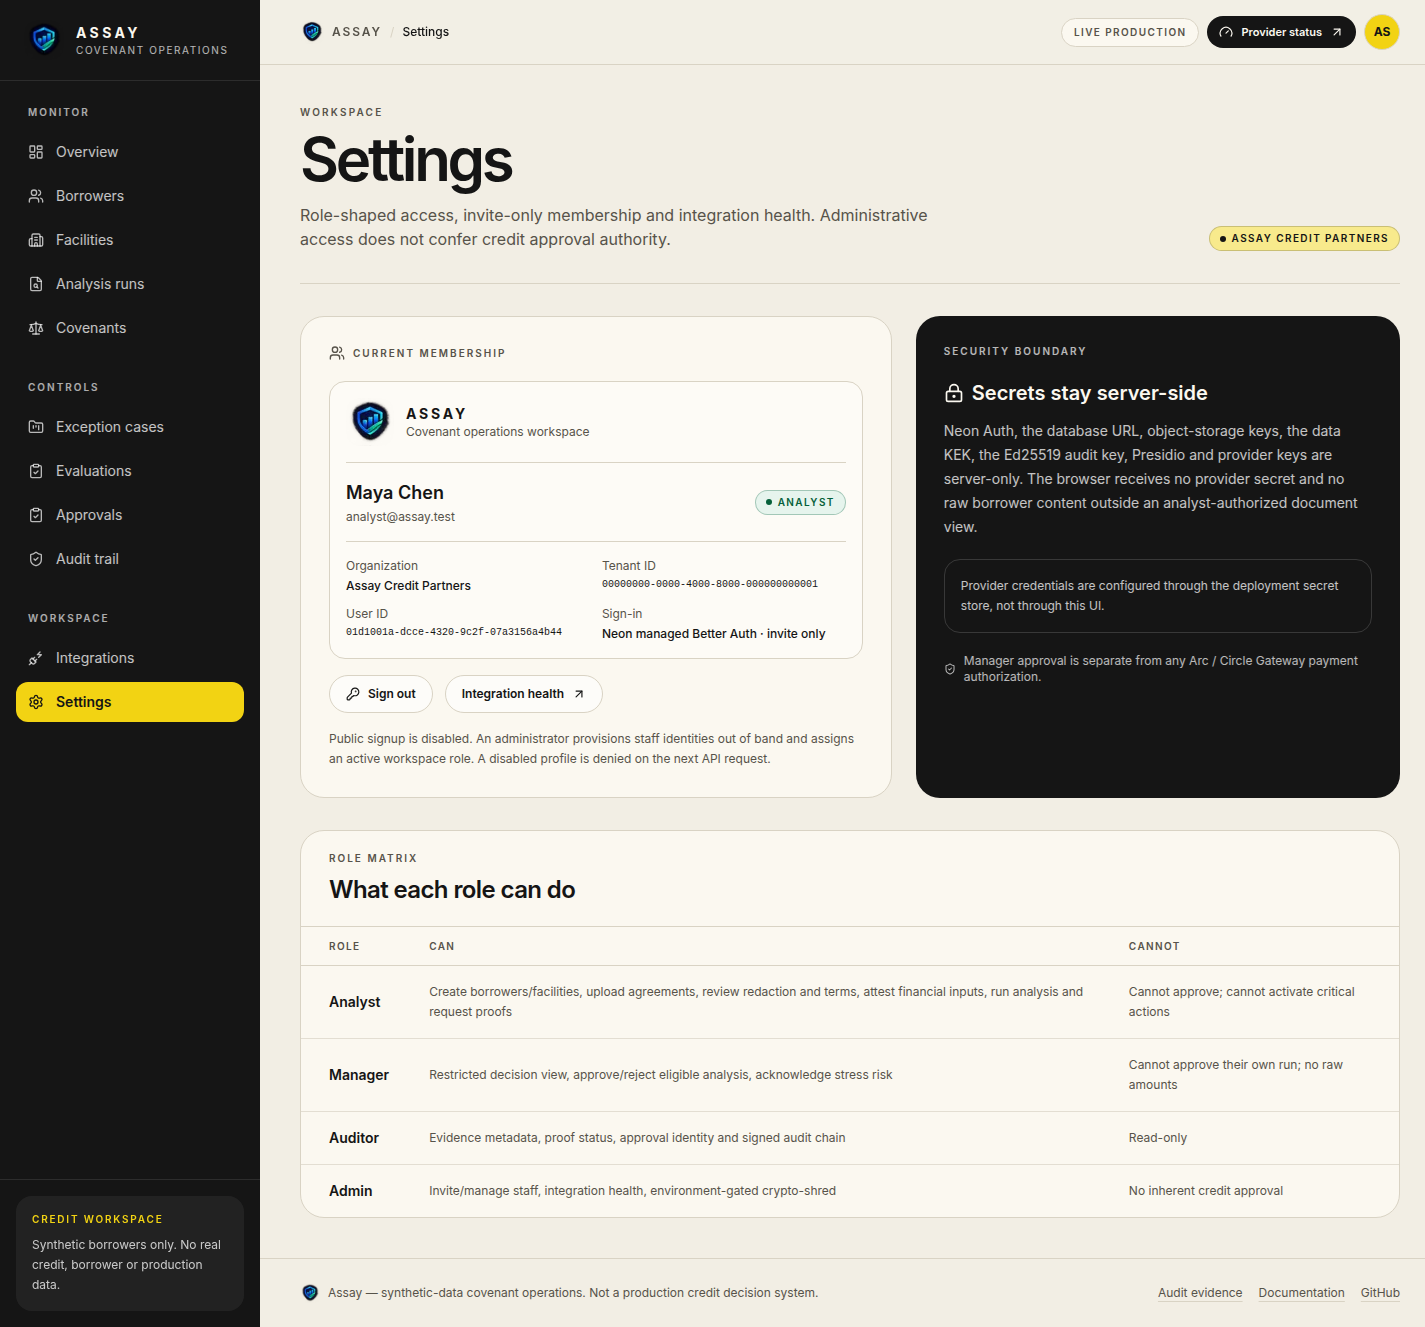 ASSAY
COVENANT OPERATIONS
MONITOR
Overview
Borrowers
Facilities
Analysis runs
Covenants
CONTROLS
Exception cases
Evaluations
Approvals
Audit trail
WORKSPACE
Integrations
Settings
CREDIT WORKSPACE
Synthetic borrowers only. No real
credit, borrower or production
data.
ASSAY / Settings
LIVE PRODUCTION
Provider status
AS
WORKSPACE
Settings
Role-shaped access, invite-only membership and integration health. Administrative
access does not confer credit approval authority.
ASSAY CREDIT PARTNERS
CURRENT MEMBERSHIP
ASSAY
Covenant operations workspace
Maya Chen
analyst@assay.test
ANALYST
Organization
Assay Credit Partners
Tenant ID
00000000-0000-4000-8000-000000000001
User ID
01d1001a-dcce-4320-9c2f-07a3156a4b44
Sign-in
Neon managed Better Auth · invite only
Sign out
Integration health
Public signup is disabled. An administrator provisions staff identities out of band and assigns
an active workspace role. A disabled profile is denied on the next API request.
SECURITY BOUNDARY
Secrets stay server-side
Neon Auth, the database URL, object-storage keys, the data
KEK, the Ed25519 audit key, Presidio and provider keys are
server-only. The browser receives no provider secret and no
raw borrower content outside an analyst-authorized document
view.
Provider credentials are configured through the deployment secret
store, not through this UI.
Manager approval is separate from any Arc / Circle Gateway payment
authorization.
ROLE MATRIX
What each role can do
ROLE CAN CANNOT
Analyst
Create borrowers/facilities, upload agreements, review redaction and terms, attest financial inputs, run analysis and
request proofs
Cannot approve; cannot activate critical
actions
Manager
Restricted decision view, approve/reject eligible analysis, acknowledge stress risk
Cannot approve their own run; no raw
amounts
Auditor
Evidence metadata, proof status, approval identity and signed audit chain
Read-only
Admin
Invite/manage staff, integration health, environment-gated crypto-shred
No inherent credit approval
Assay — synthetic-data covenant operations. Not a production credit decision system.
Audit evidence
Documentation
GitHub